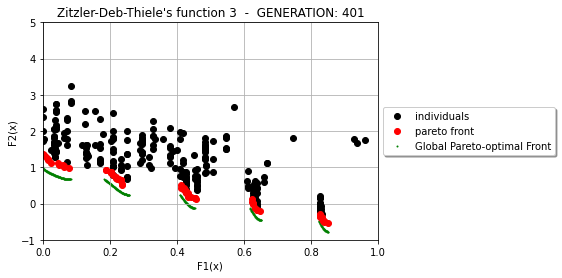 Zitzler-Deb-Thiele's function 3 - GENERATION: 401
5
4
3
2
1
0
−1
F2(x)
0.0 0.2 0.4 0.6 0.8 1.0
F1(x)
individuals
pareto front
Global Pareto-optimal Front